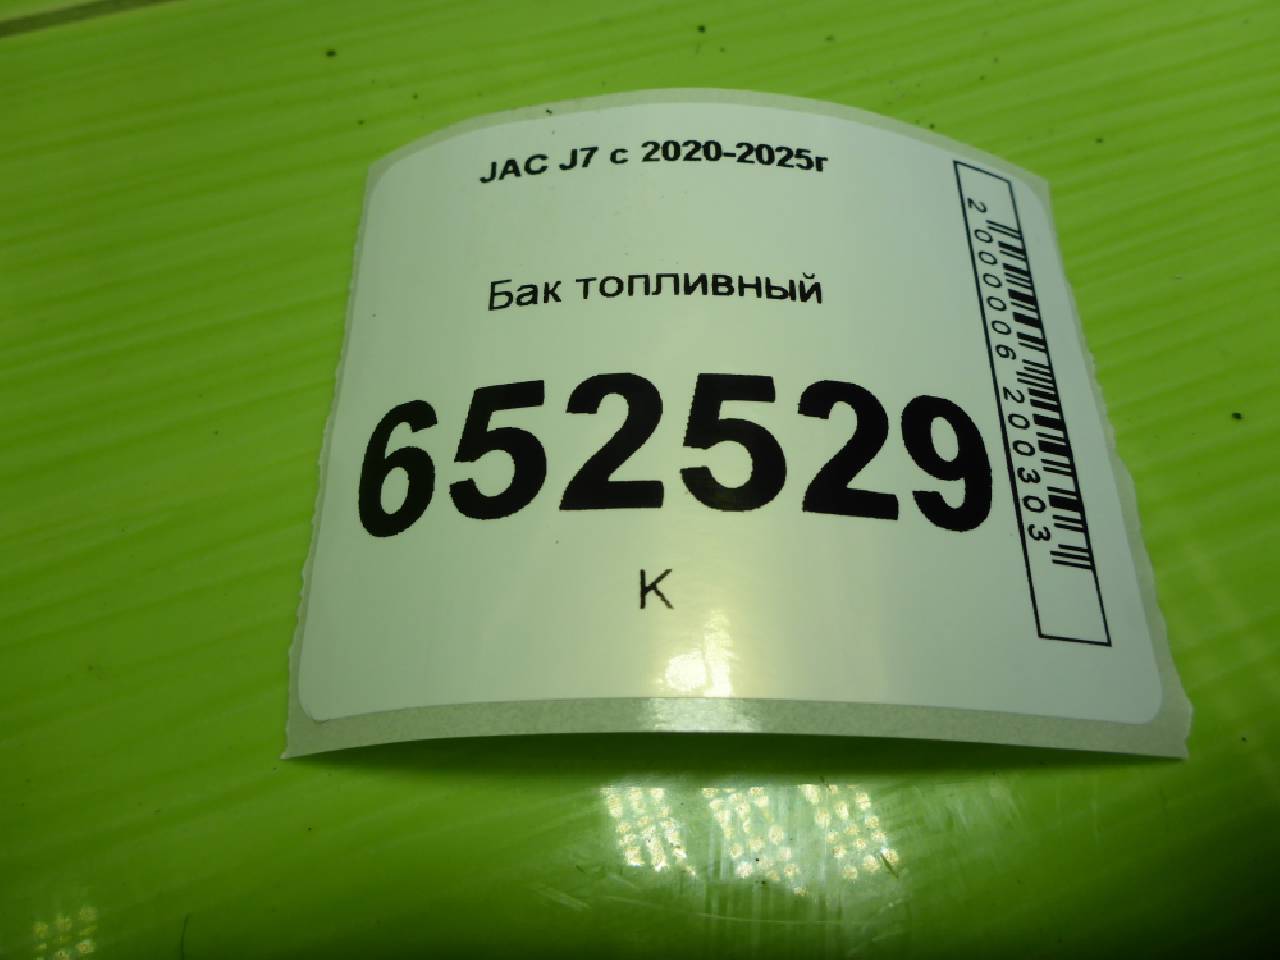 JAC J7 с 2020-2025г
Бак топливный
652529
К
2000006200303